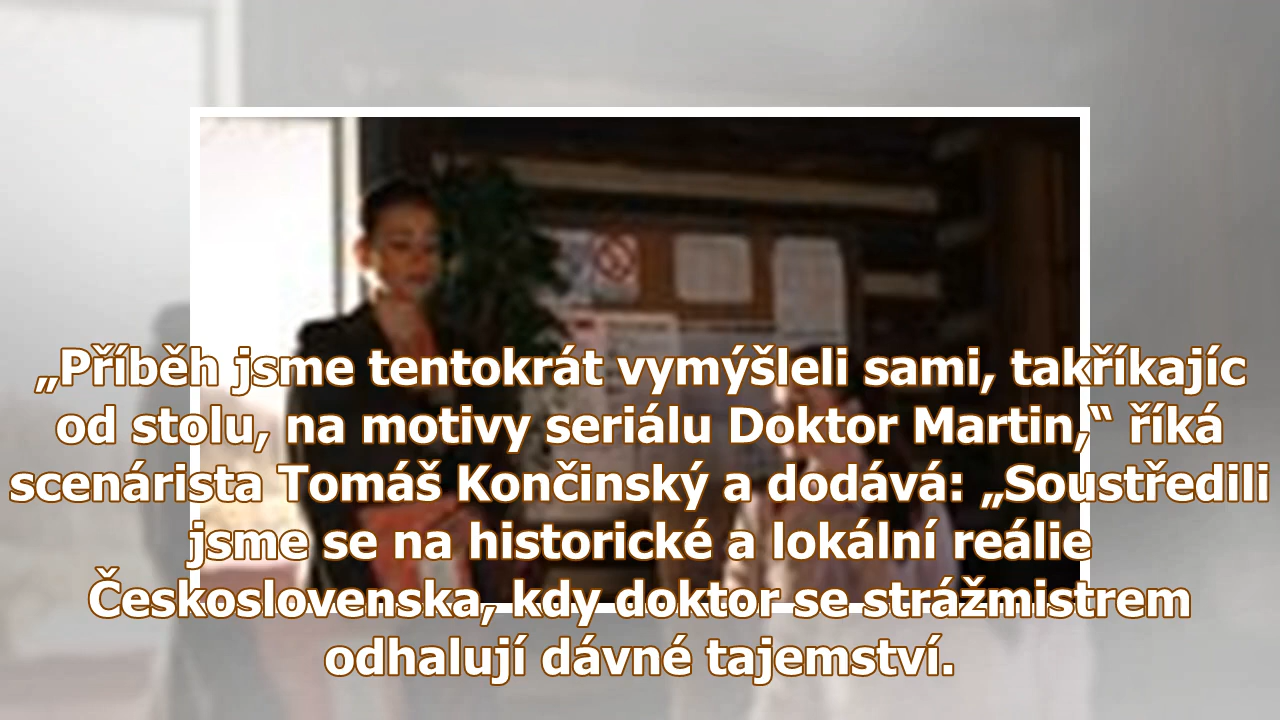 „Příběh jsme tentokrát vymýšleli sami, takříkajíc
od stolu, na motivy seriálu Doktor Martin,“ říká
scenárista Tomáš Končinský a dodává: „Soustředili
jsme se na historické a lokální reálie
Československa, kdy doktor se strážmistrem
odhalují dávné tajemství.